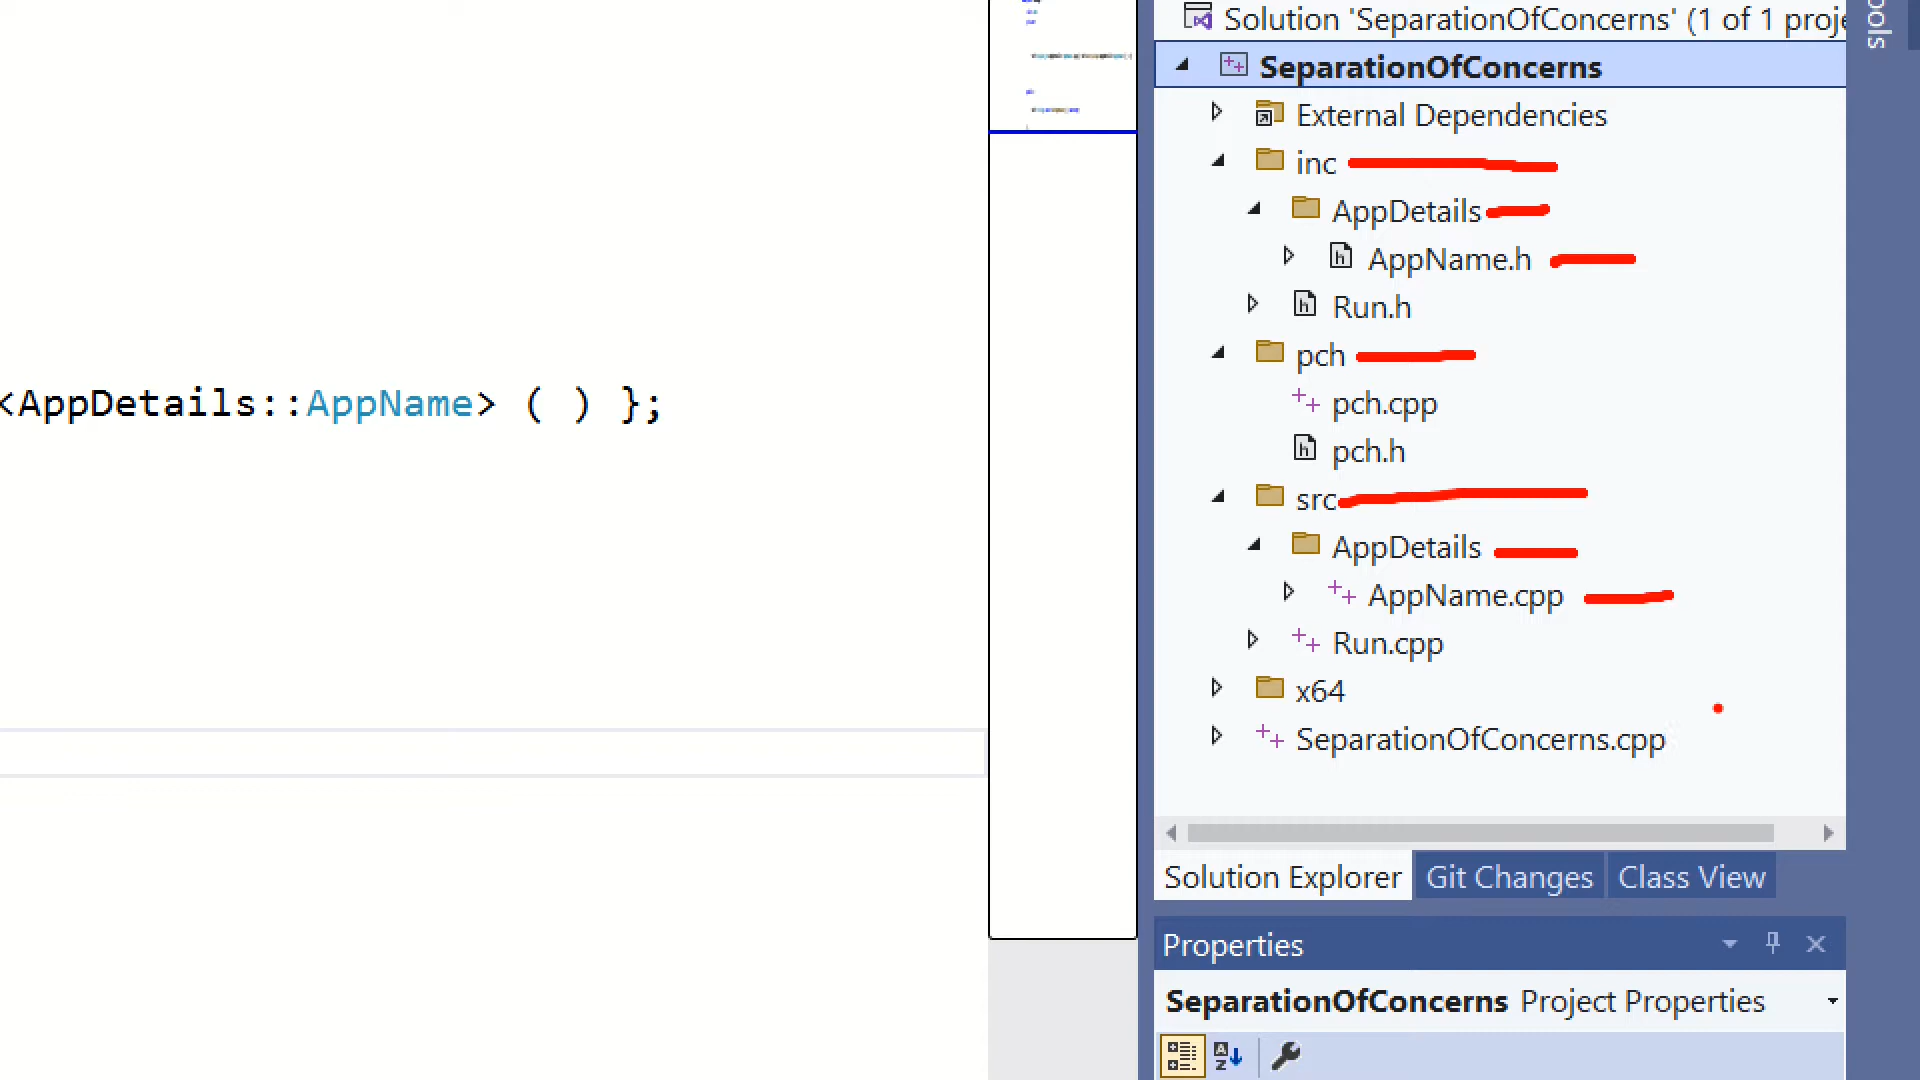 <AppDetails::AppName> ( ) };
Solution 'SeparationOfConcerns' (1 of 1 proje
SeparationOfConcerns
External Dependencies
inc
AppDetails
AppName.h
Run.h
pch
pch.cpp
pch.h
src
AppDetails
AppName.cpp
Run.cpp
x64
SeparationOfConcerns.cpp
Solution Explorer Git Changes Class View
Properties
SeparationOfConcerns Project Properties
ools